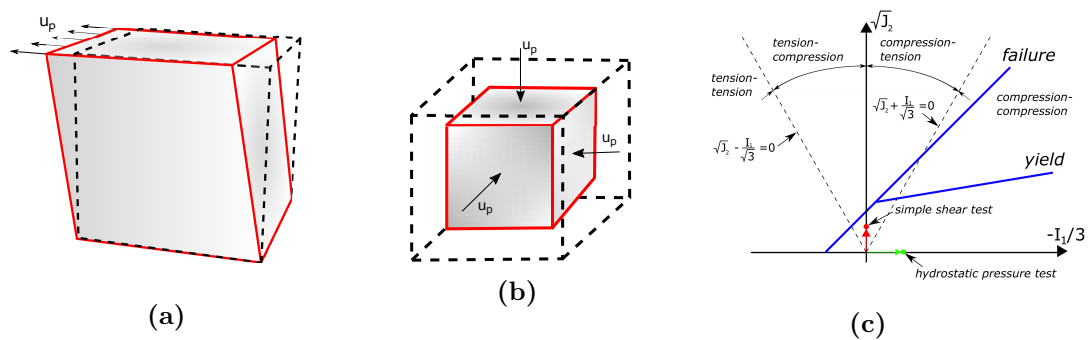 u_p
(a)
u_p
u_p
u_p
(b)
√J_2
tension-
compression
compression-
tension
failure
tension-
tension
compression-
compression
√J_2 + I_1/√3 = 0
√J_2 - I_1/√3 = 0
yield
simple shear test
-I_1/3
hydrostatic pressure test
(c)